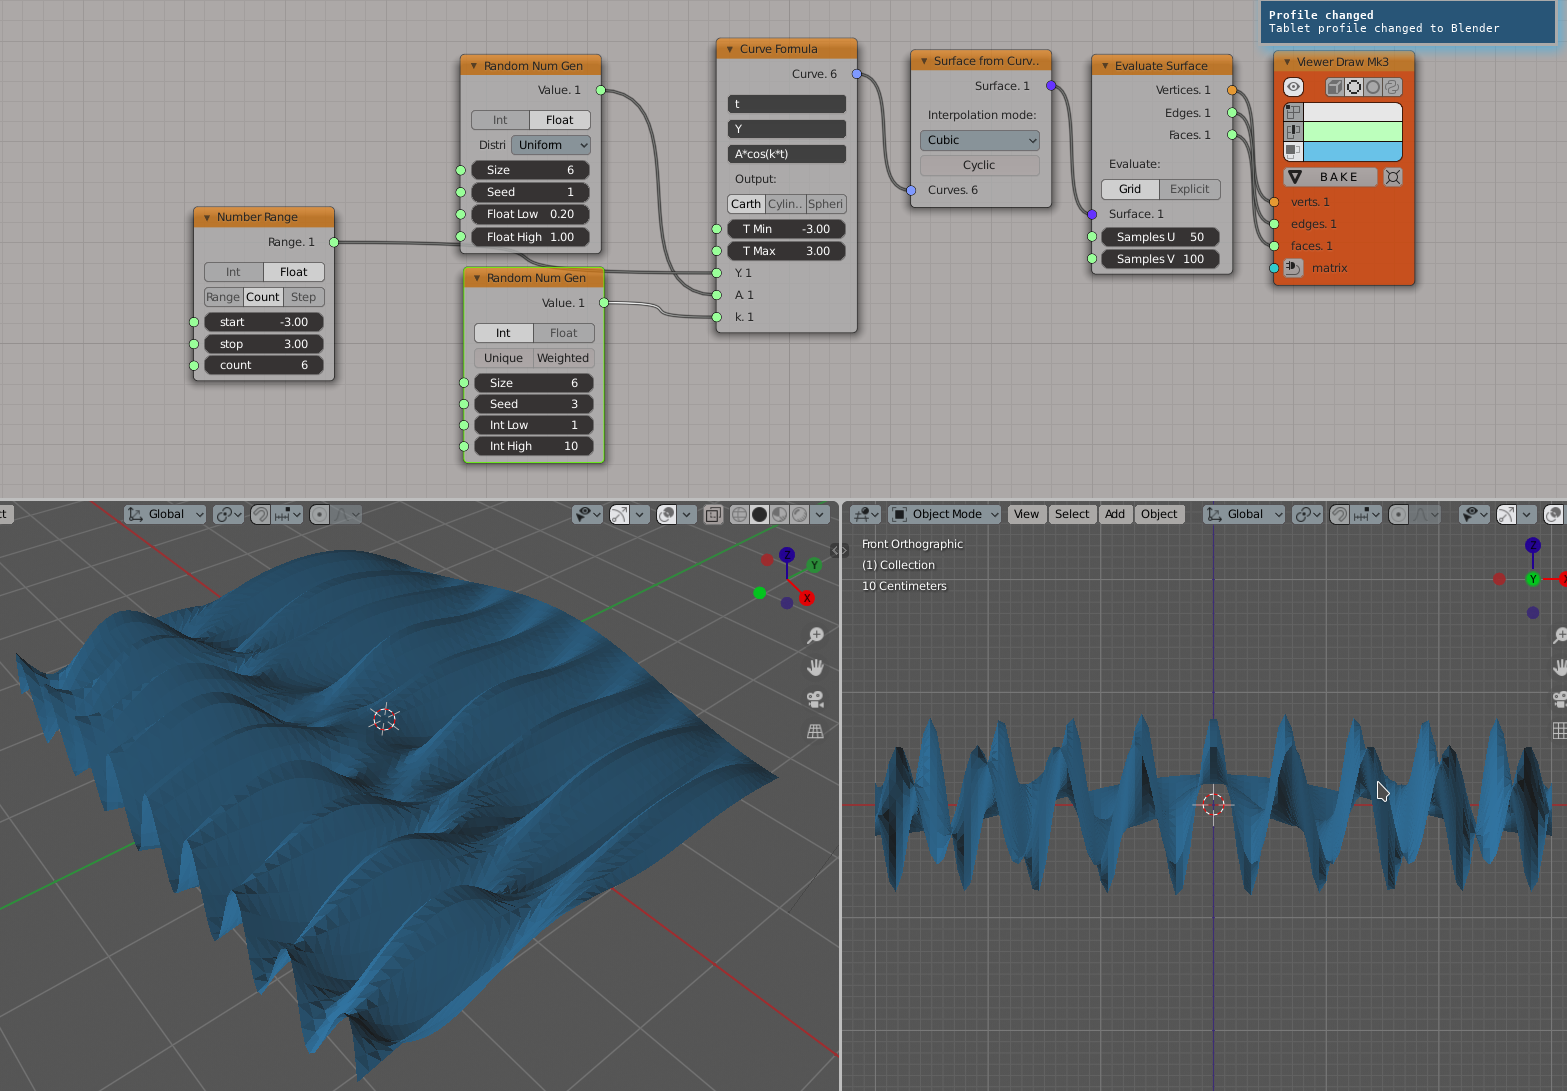 Profile changed
Tablet profile changed to Blender
Number Range
Range. 1
Int Float
Range Count Step
start -3.00
stop 3.00
count 6
Random Num Gen
Value. 1
Int Float
Distri Uniform
Size 6
Seed 1
Float Low 0.20
Float High 1.00
Random Num Gen
Value. 1
Int Float
Unique Weighted
Size 6
Seed 3
Int Low 1
Int High 10
Curve Formula
Curve. 6
t
Y
A*cos(k*t)
Output:
Carth Cylin.. Spheri
T Min -3.00
T Max 3.00
Y. 1
A. 1
k. 1
Surface from Curv..
Surface. 1
Interpolation mode:
Cubic
Cyclic
Curves. 6
Evaluate Surface
Vertices. 1
Edges. 1
Faces. 1
Evaluate:
Grid Explicit
Surface. 1
Samples U 50
Samples V 100
Viewer Draw Mk3
BAKE
verts. 1
edges. 1
faces. 1
matrix
ct Global
Z
Y
X
Object Mode View Select Add Object Global
Front Orthographic
(1) Collection
10 Centimeters
Z
Y X